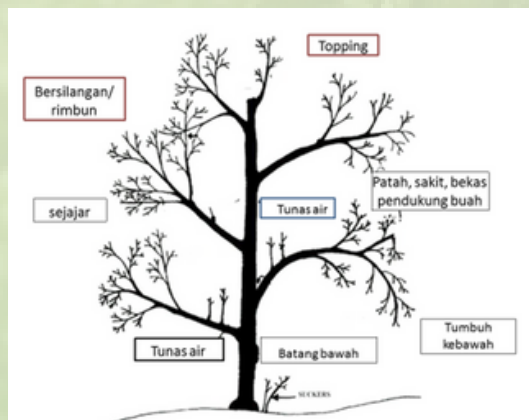 Topping
Bersilangan/
rimbun
Patah, sakit, bekas
pendukung buah
sejajar
Tunas air
Tumbuh
kebawah
Tunas air
Batang bawah
SUCKERS